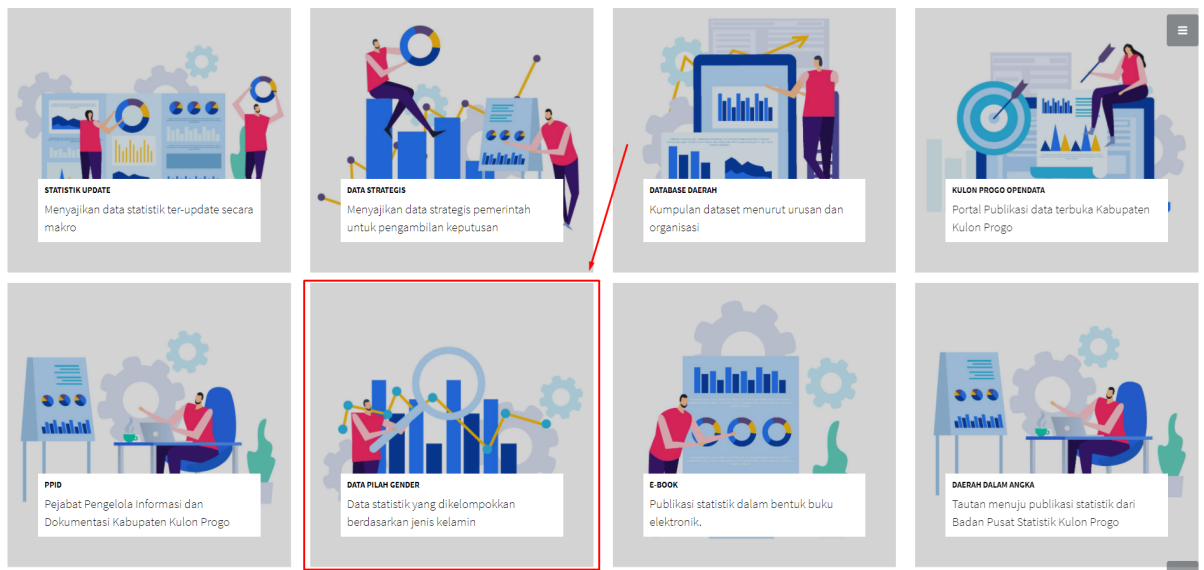 STATISTIK UPDATE
Menyajikan data statistik ter-update secara
makro
DATA STRATEGIS
Menyajikan data strategis pemerintah
untuk pengambilan keputusan
DATABASE DAERAH
Kumpulan dataset menurut urusan dan
organisasi
KULON PROGO OPENDATA
Portal Publikasi data terbuka Kabupaten
Kulon Progo
PPID
Pejabat Pengelola Informasi dan
Dokumentasi Kabupaten Kulon Progo
DATA PILAH GENDER
Data statistik yang dikelompokkan
berdasarkan jenis kelamin
E-BOOK
Publikasi statistik dalam bentuk buku
elektronik.
DAERAH DALAM ANGKA
Tautan menuju publikasi statistik dari
Badan Pusat Statistik Kulon Progo